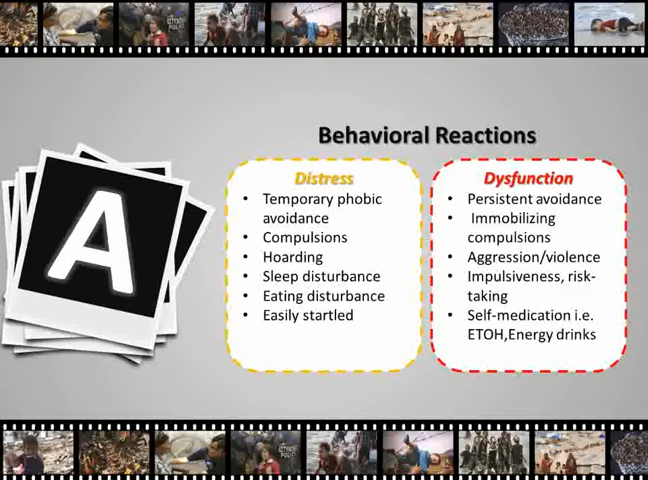 Behavioral Reactions
A
Distress
• Temporary phobic
avoidance
• Compulsions
• Hoarding
• Sleep disturbance
• Eating disturbance
• Easily startled
Dysfunction
• Persistent avoidance
• Immobilizing
compulsions
• Aggression/violence
• Impulsiveness, risk-
taking
• Self-medication i.e.
ETOH,Energy drinks